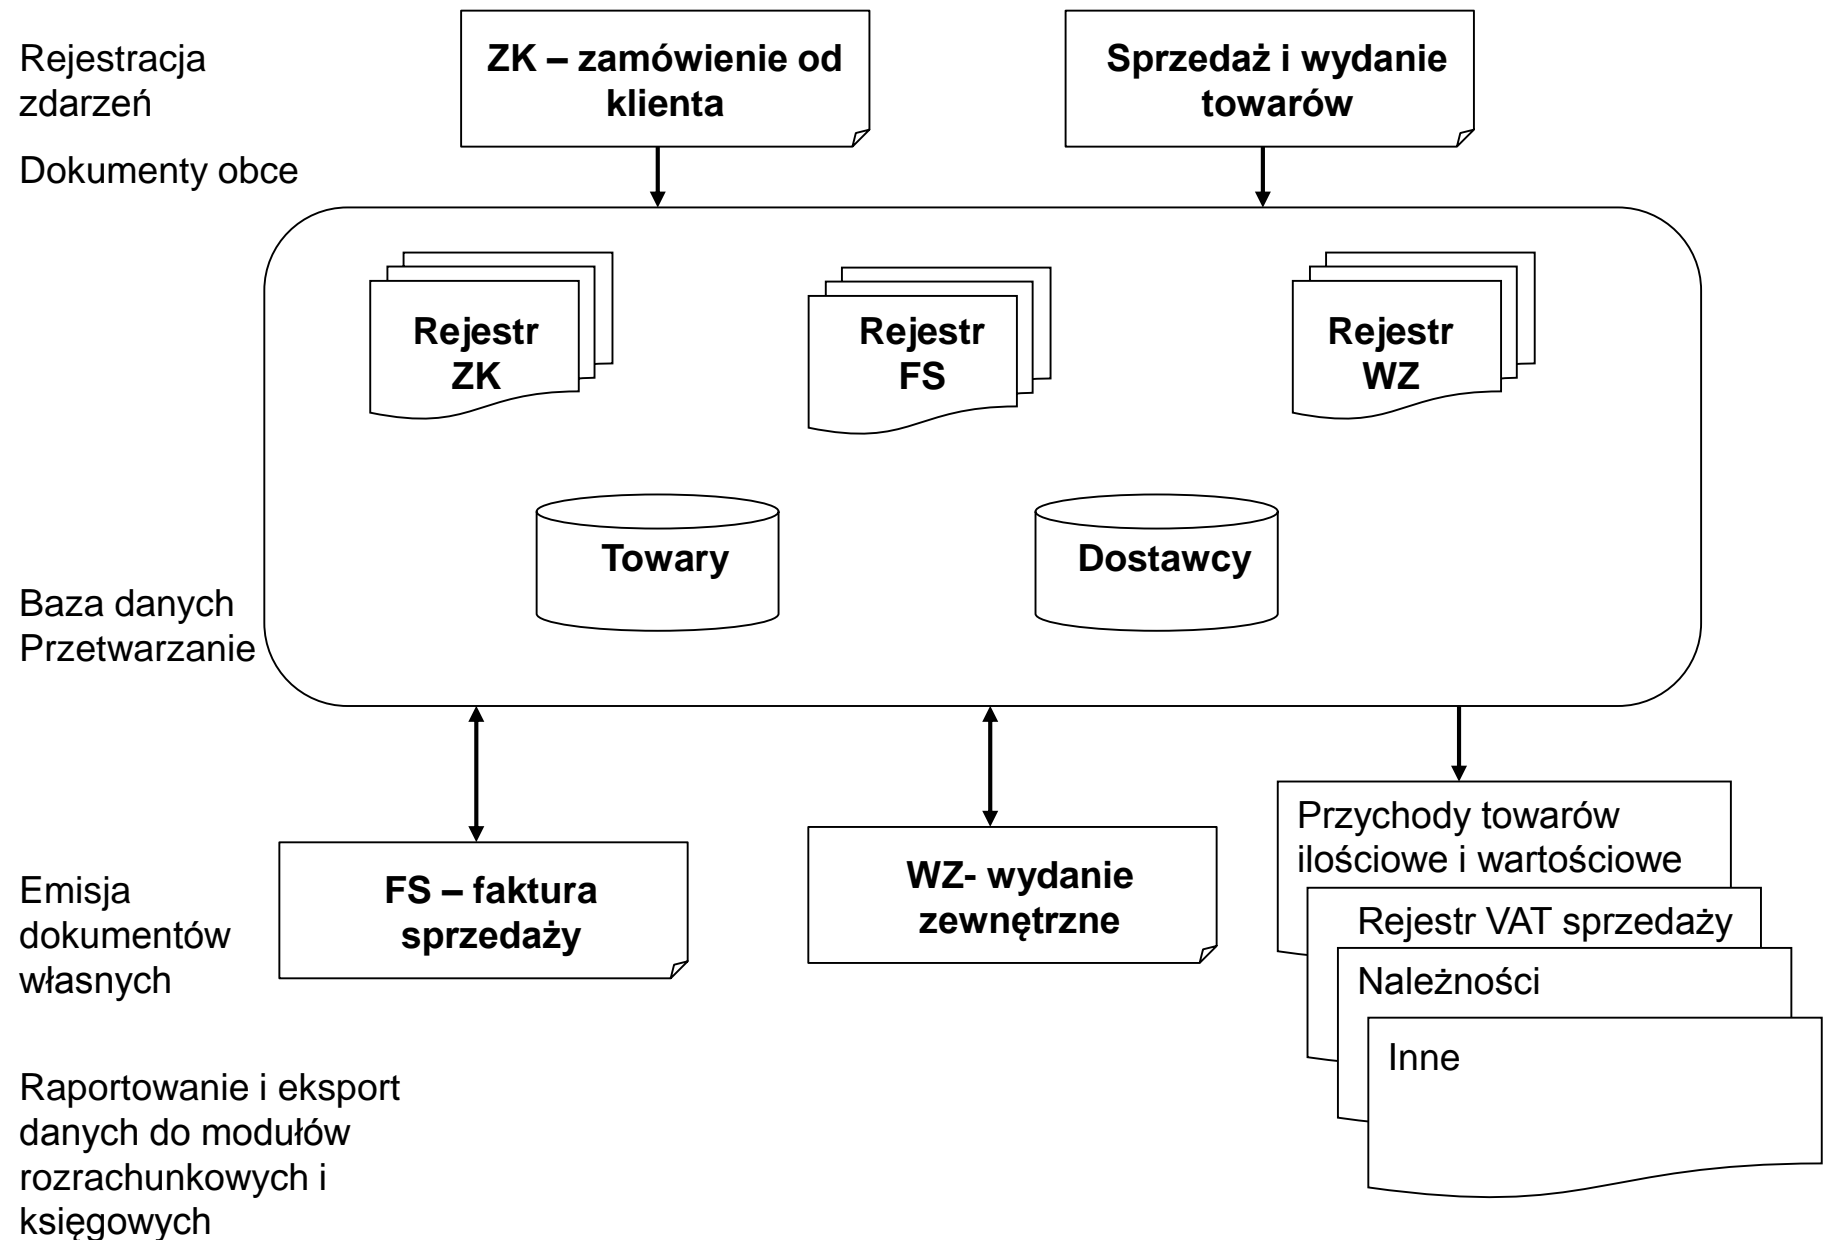 Rejestracja
zdarzeń
ZK – zamówienie od
klienta
Sprzedaż i wydanie
towarów
Dokumenty obce
Rejestr
ZK
Rejestr
FS
Rejestr
WZ
Towary
Dostawcy
Baza danych
Przetwarzanie
Emisja
dokumentów
własnych
FS – faktura
sprzedaży
WZ- wydanie
zewnętrzne
Przychody towarów
ilościowe i wartościowe
Rejestr VAT sprzedaży
Należności
Inne
Raportowanie i eksport
danych do modułów
rozrachunkowych i
księgowych